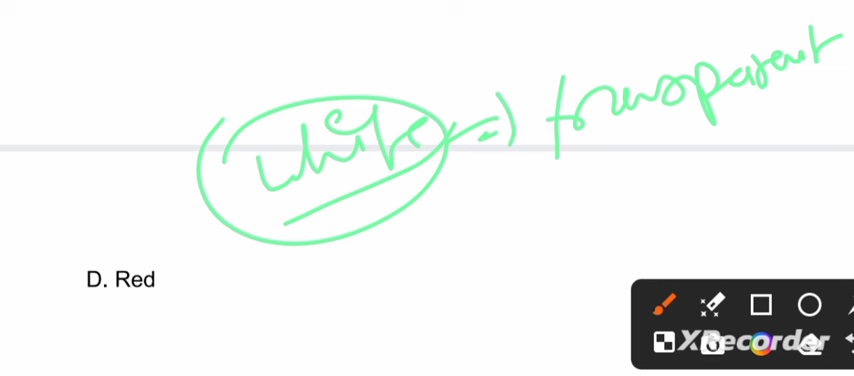 white => transparent
D. Red
XRecorder